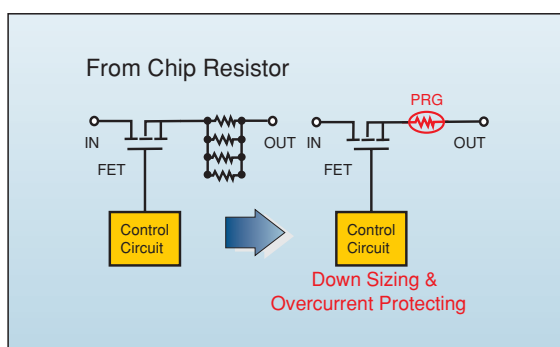 From Chip Resistor
IN
FET
OUT
Control
Circuit
PRG
IN
FET
OUT
Control
Circuit
Down Sizing &
Overcurrent Protecting